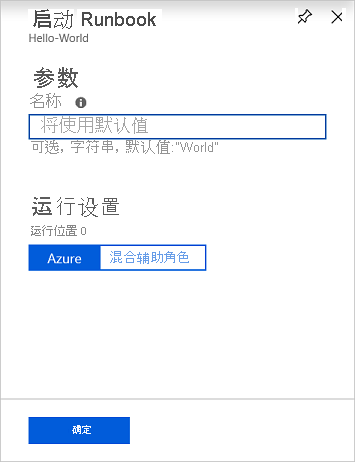 启动 Runbook
Hello-World
参数
名称
将使用默认值
可选, 字符串, 默认值:"World"
运行设置
运行位置 0
Azure 混合辅助角色
确定